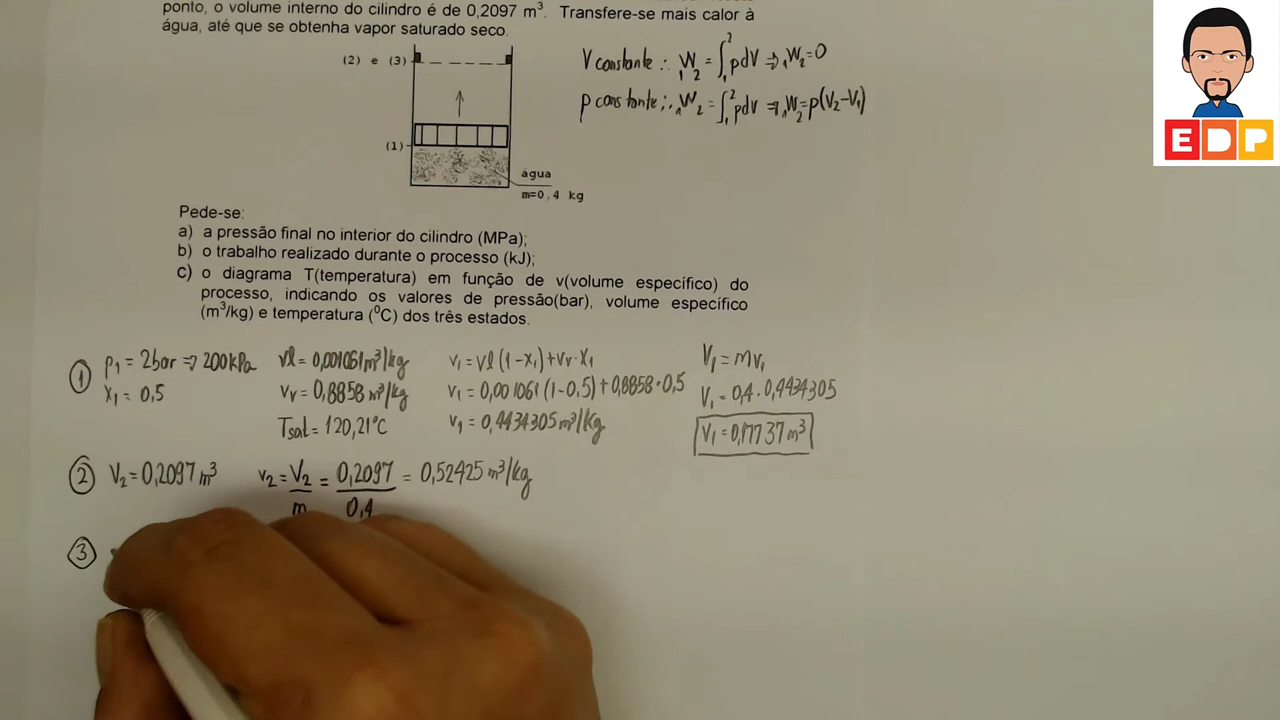 ponto, o volume interno do cilindro é de 0,2097 m³. Transfere-se mais calor à
água, até que se obtenha vapor saturado seco.
(2) e (3)
(1)
água
m=0,4 kg
V constante ∴ ₁W₂ = ∫₁² pdV ⇒ ₁W₂=0
p constante ∴ ₁W₂ = ∫₁² pdV ⇒ ₁W₂=p(V₂-V₁)
EDP
Pede-se:
a) a pressão final no interior do cilindro (MPa);
b) o trabalho realizado durante o processo (kJ);
c) o diagrama T(temperatura) em função de v(volume específico) do
processo, indicando os valores de pressão(bar), volume específico
(m³/kg) e temperatura (⁰C) dos três estados.
① p₁ = 2bar ⇒ 200kPa
x₁ = 0,5
vl = 0,001061m³/kg
vv = 0,8858 m³/kg
Tsat = 120,21°C
v₁ = vl (1-x₁)+vv·x₁
v₁ = 0,001061 (1-0,5)+0,8858·0,5
v₁ = 0,4434305m³/kg
V₁ = mv₁
V₁ = 0,4 · 0,4434305
V₁ = 0,17737m³
② V₂ = 0,2097 m³
v₂ = V₂/m = 0,2097/0,4 = 0,52425 m³/kg
③